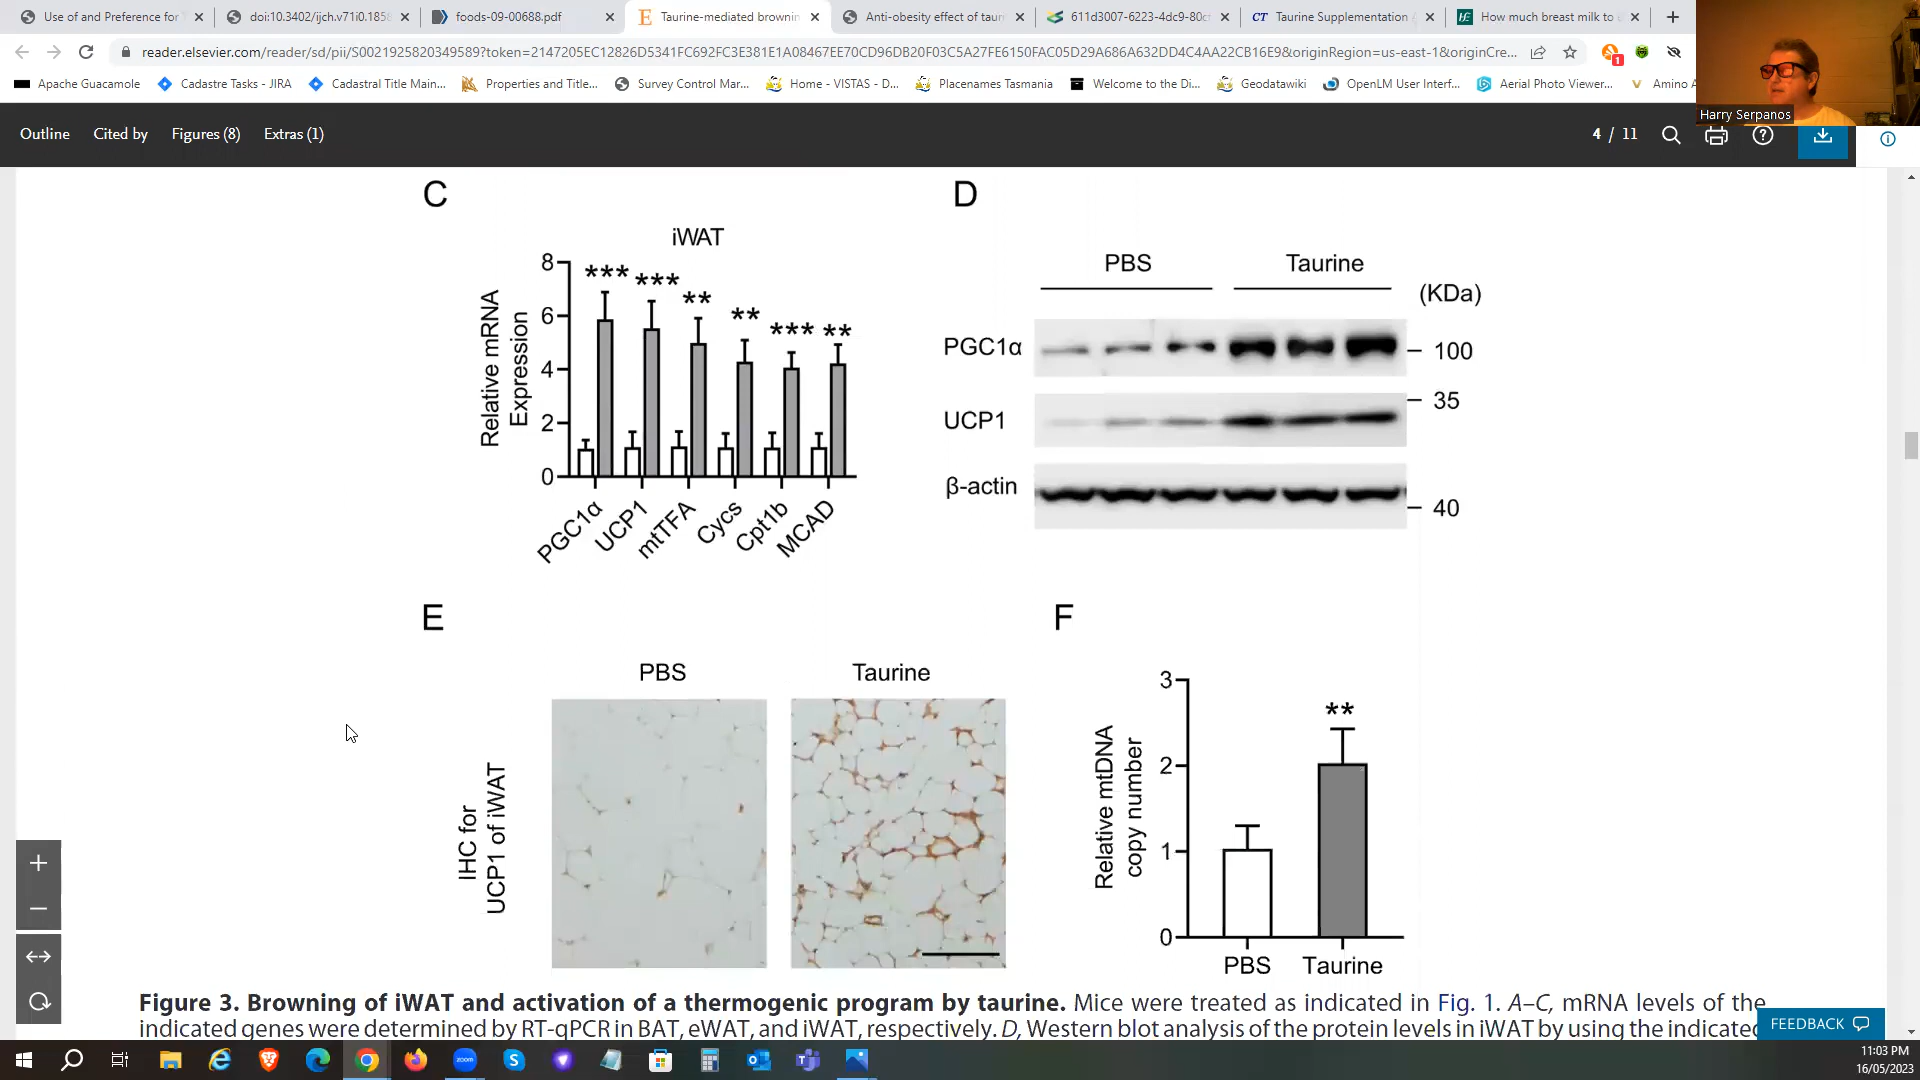 Use of and Preference for
doi:10.3402/ijch.v71i0.185
foods-09-00688.pdf
Taurine-mediated brownin
Anti-obesity effect of taur
611d3007-6223-4dc9-80c
CT Taurine Supplementation
How much breast milk to
reader.elsevier.com/reader/sd/pii/S0021925820349589?token=2147205EC12826D5341FC692FC3E381E1A08467EE70CD96DB20F03C5A27FE6150FAC05D29A686A632DD4C4AA22CB16E9&originRegion=us-east-1&originCre...
1
Apache Guacamole
Cadastre Tasks - JIRA
Cadastral Title Main...
Properties and Title...
Survey Control Mar...
Home - VISTAS - D...
Placenames Tasmania
Welcome to the Di...
Geodatawiki
OpenLM User Interf...
Aerial Photo Viewer...
Amino A
Harry Serpanos
Outline
Cited by
Figures (8)
Extras (1)
4 / 11
C
iWAT
Relative mRNA
Expression
8
6
4
2
0
*** *** ** ** *** **
PGC1α
UCP1
mtTFA
Cycs
Cpt1b
MCAD
D
PBS
Taurine
(KDa)
PGC1α
100
UCP1
35
β-actin
40
E
PBS
Taurine
IHC for
UCP1 of iWAT
F
Relative mtDNA
copy number
3
2
1
0
**
PBS
Taurine
Figure 3. Browning of iWAT and activation of a thermogenic program by taurine. Mice were treated as indicated in Fig. 1. A–C, mRNA levels of the
indicated genes were determined by RT-qPCR in BAT, eWAT, and iWAT, respectively. D, Western blot analysis of the protein levels in iWAT by using the indicated
FEEDBACK
zoom
11:03 PM
16/05/2023